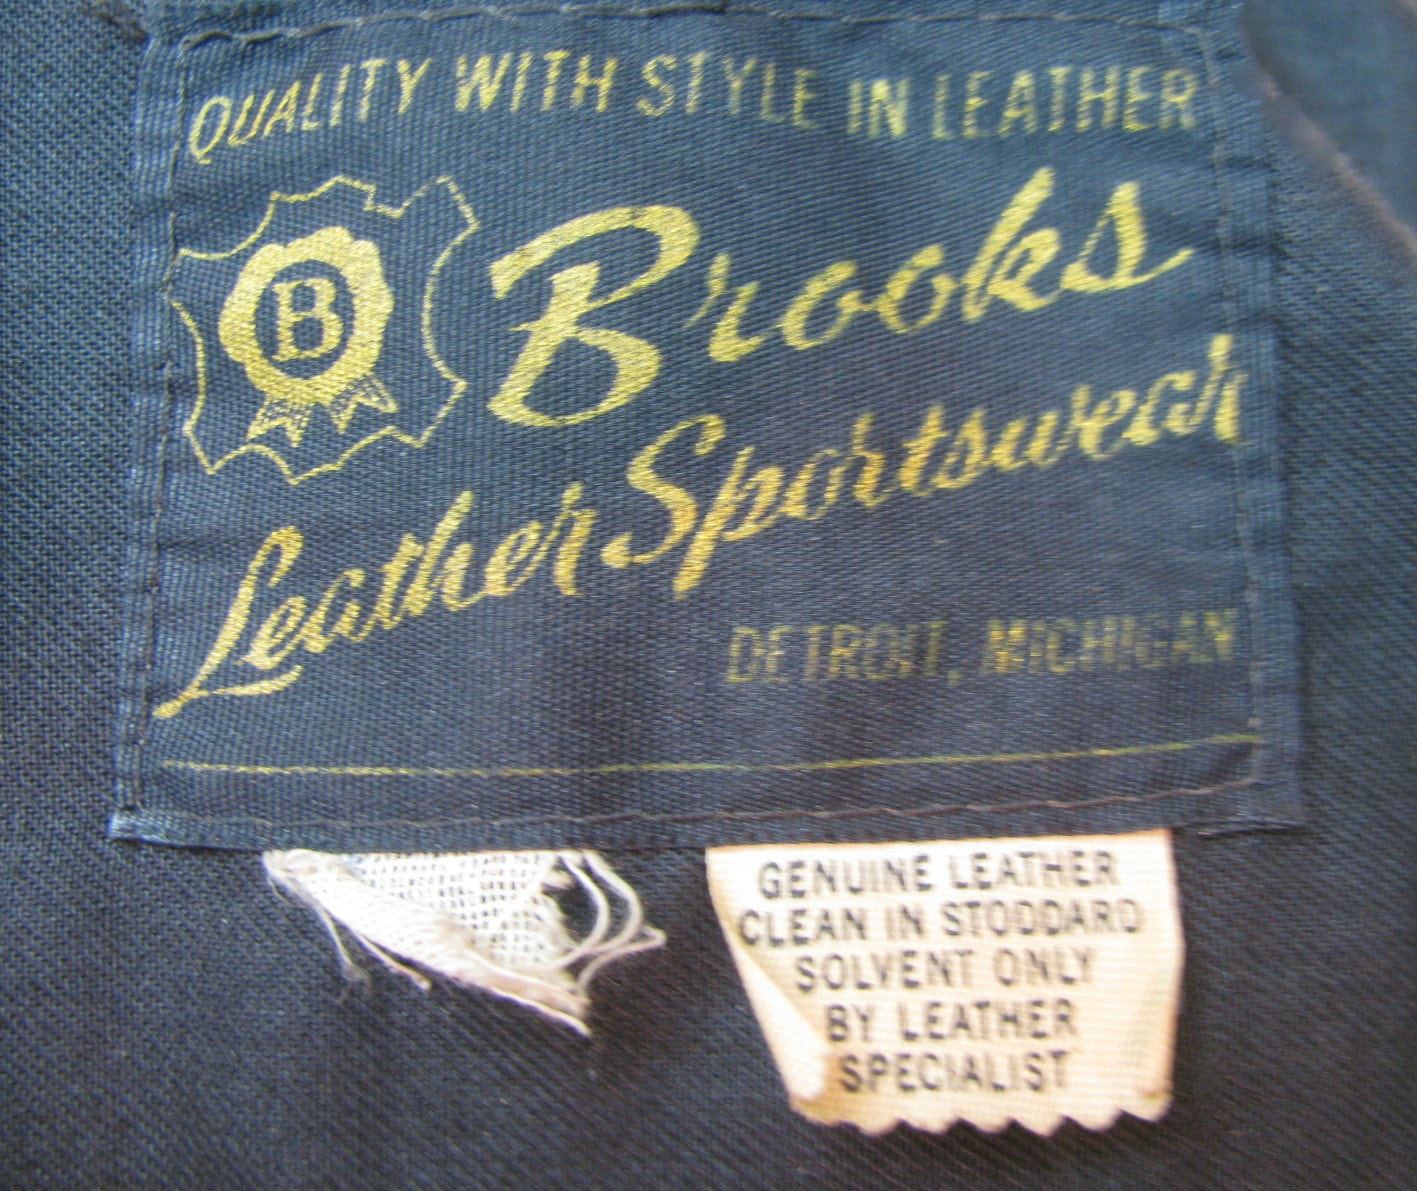 QUALITY WITH STYLE IN LEATHER
B
Brooks
Leather Sportswear
DETROIT, MICHIGAN
GENUINE LEATHER
CLEAN IN STODDARD
SOLVENT ONLY
BY LEATHER
SPECIALIST